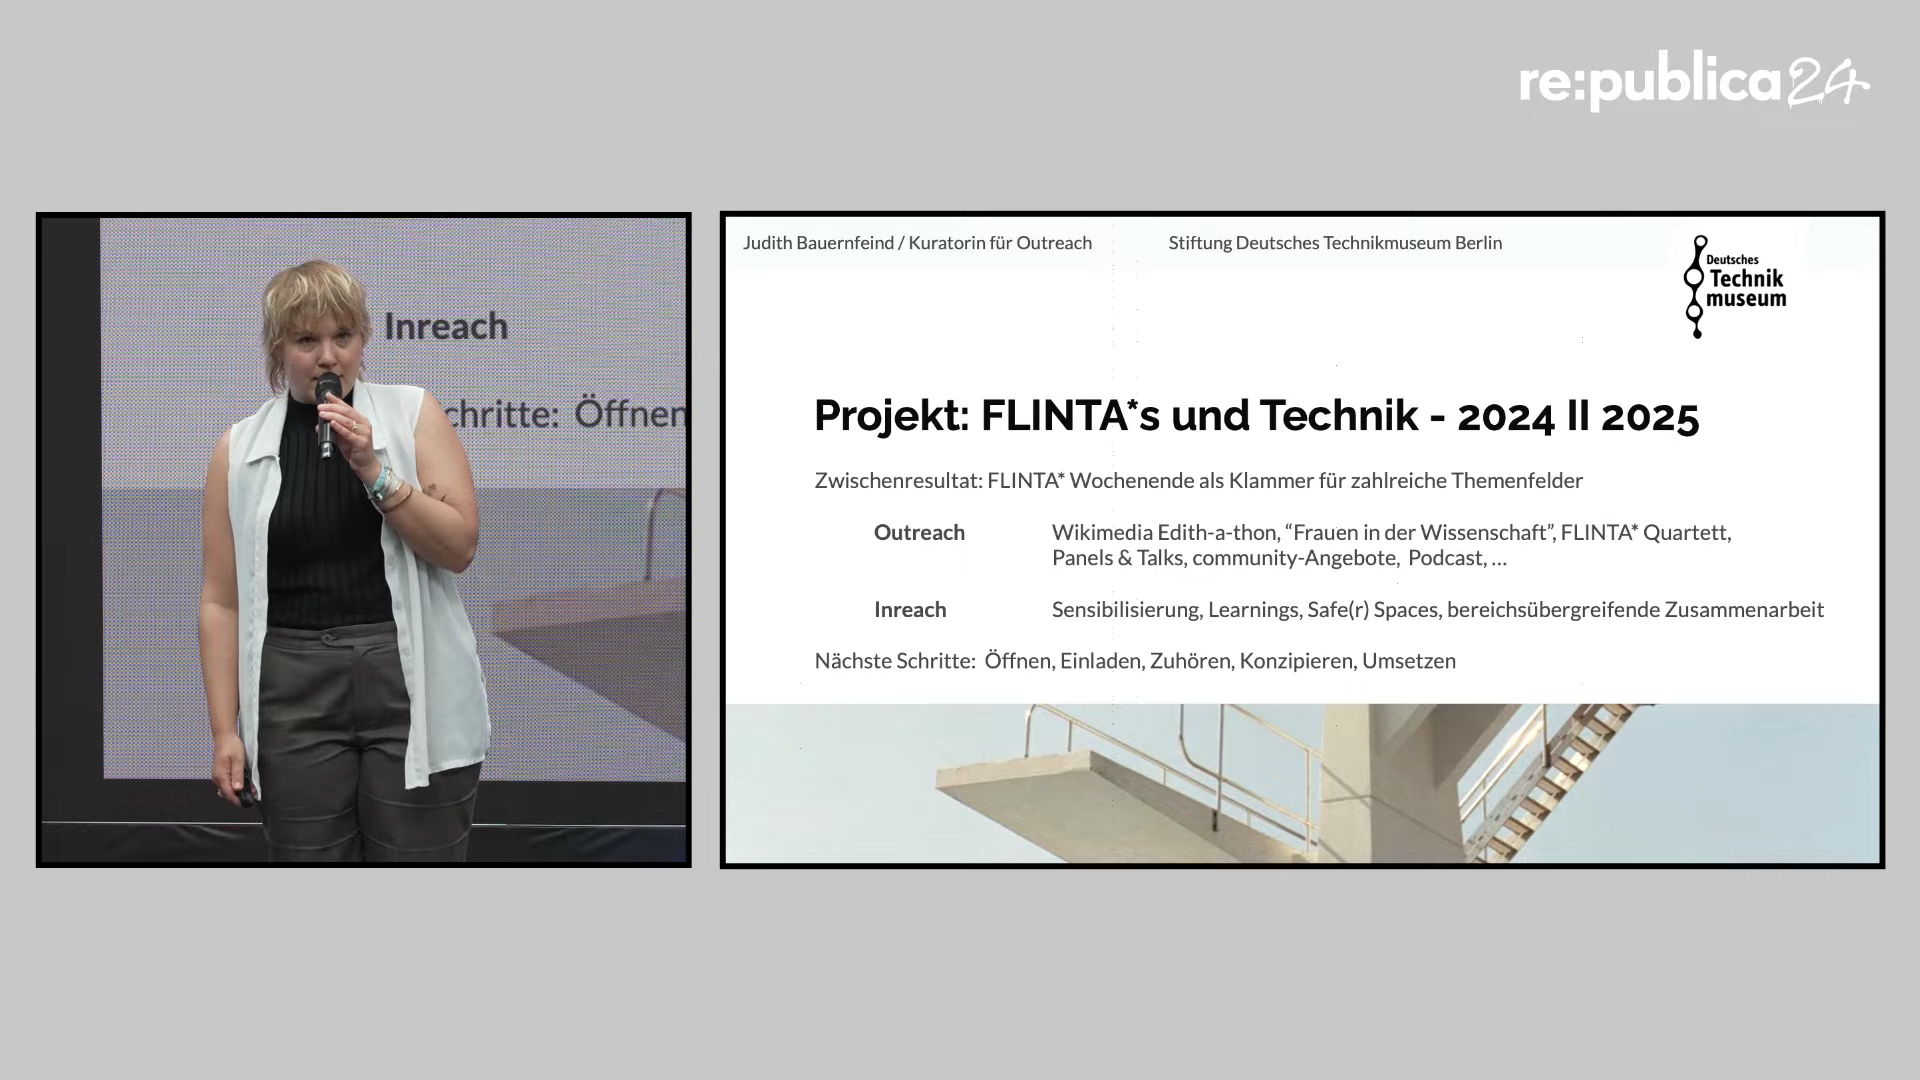 re:publica24
Inreach
chritte: Öffnen
Judith Bauernfeind / Kuratorin für Outreach
Stiftung Deutsches Technikmuseum Berlin
Deutsches
Technik
museum
Projekt: FLINTA*s und Technik - 2024 II 2025
Zwischenresultat: FLINTA* Wochenende als Klammer für zahlreiche Themenfelder
Outreach
Wikimedia Edith-a-thon, “Frauen in der Wissenschaft”, FLINTA* Quartett,
Panels & Talks, community-Angebote, Podcast, ...
Inreach
Sensibilisierung, Learnings, Safe(r) Spaces, bereichsübergreifende Zusammenarbeit
Nächste Schritte: Öffnen, Einladen, Zuhören, Konzipieren, Umsetzen